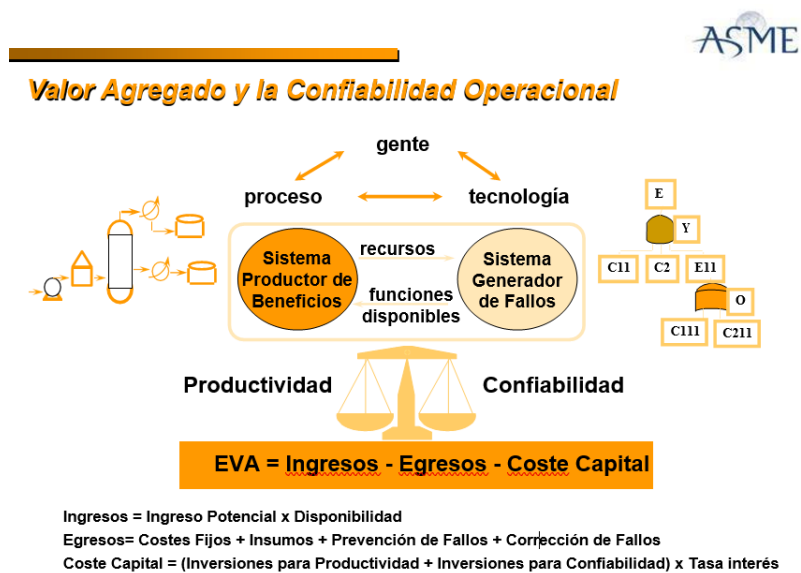 ASME
Valor Agregado y la Confiabilidad Operacional
gente
proceso
tecnología
Sistema
Productor de
Beneficios
recursos
funciones
disponibles
Sistema
Generador
de Fallos
E
Y
C11
C2
E11
O
C111
C211
Productividad
Confiabilidad
EVA = Ingresos - Egresos - Coste Capital
Ingresos = Ingreso Potencial x Disponibilidad
Egresos= Costes Fijos + Insumos + Prevención de Fallos + Corrección de Fallos
Coste Capital = (Inversiones para Productividad + Inversiones para Confiabilidad) x Tasa interés